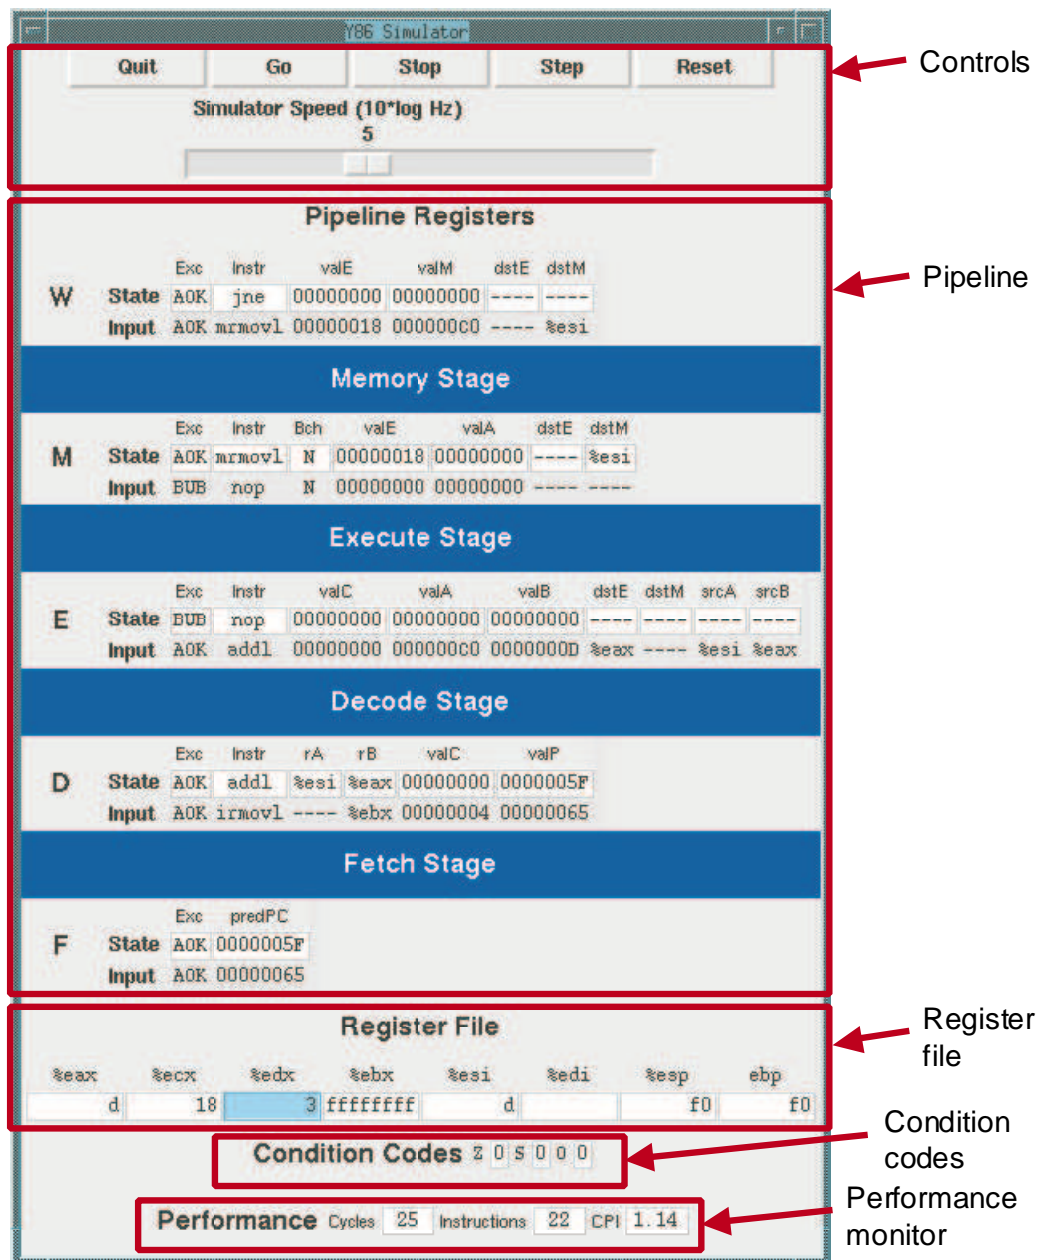 Y86 Simulator
Quit Go Stop Step Reset
Controls
Simulator Speed (10*log Hz)
5
Pipeline Registers
Exc Instr valE valM dstE dstM
Pipeline
W State AOK jne 00000000 00000000 ---- ----
Input AOK mrmovl 00000018 000000C0 ---- %esi
Memory Stage
Exc Instr Bch valE valA dstE dstM
M State AOK mrmovl N 00000018 00000000 ---- %esi
Input BUB nop N 00000000 00000000 ---- ----
Execute Stage
Exc Instr valC valA valB dstE dstM srcA srcB
E State BUB nop 00000000 00000000 00000000 ---- ---- ---- ----
Input AOK addl 00000000 000000C0 0000000D %eax ---- %esi %eax
Decode Stage
Exc Instr rA rB valC valP
D State AOK addl %esi %eax 00000000 0000005F
Input AOK irmovl ---- %ebx 00000004 00000065
Fetch Stage
Exc predPC
F State AOK 0000005F
Input AOK 00000065
Register File
Register
file
%eax %ecx %edx %ebx %esi %edi %esp ebp
d 18 3 ffffffff d f0 f0
Condition Codes Z 0 S 0 0 0
Condition
codes
Performance Cycles 25 Instructions 22 CPI 1.14
Performance
monitor